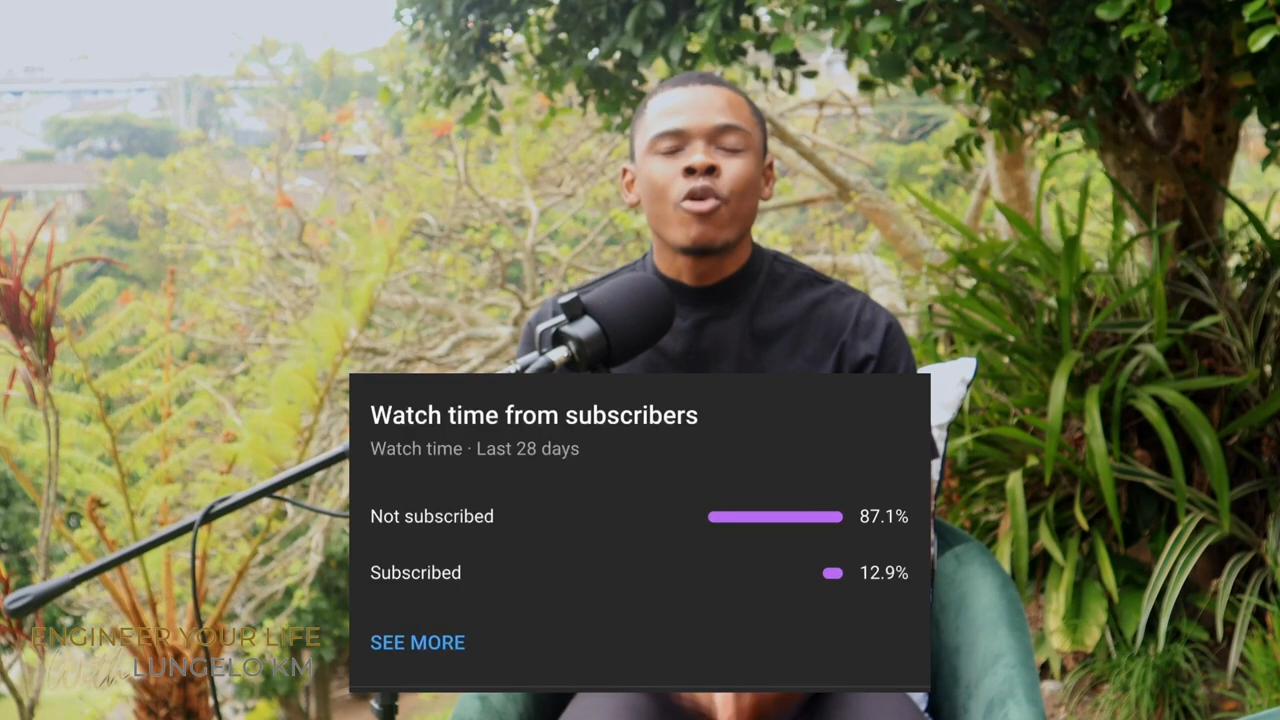 Watch time from subscribers
Watch time · Last 28 days
Not subscribed 87.1%
Subscribed 12.9%
SEE MORE
ENGINEER YOUR LIFE
With LUNGELO KM